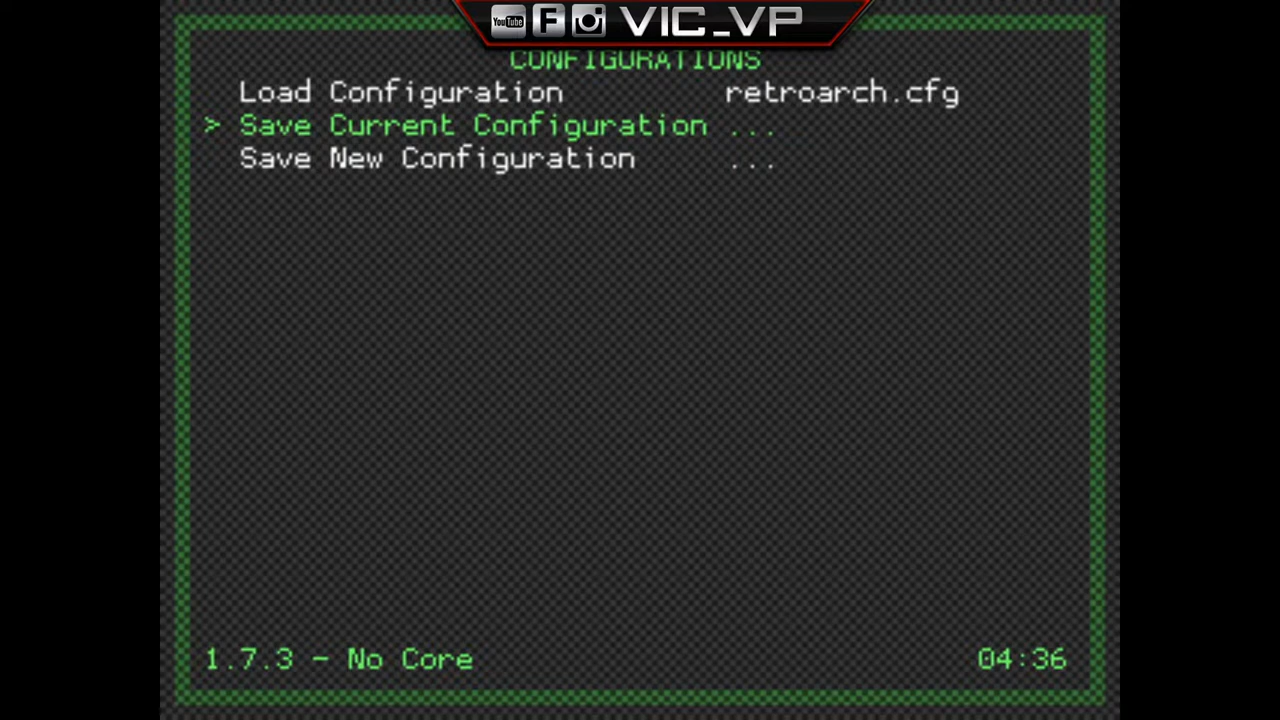 YouTube F VIC_VP
CONFIGURATIONS
Load Configuration retroarch.cfg
> Save Current Configuration ...
Save New Configuration ...
1.7.3 - No Core 04:36